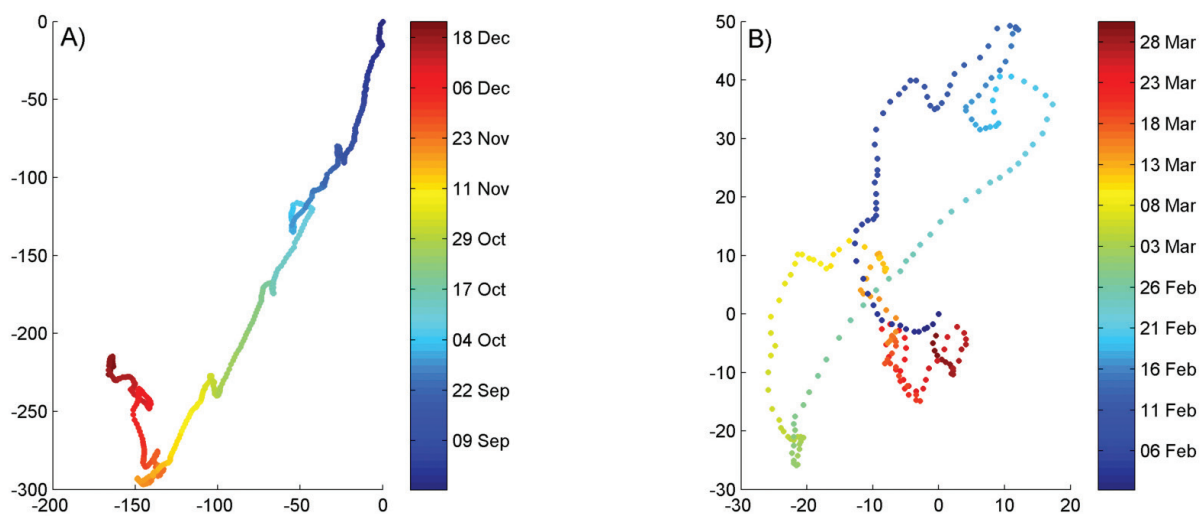 A)
0
-50
-100
-150
-200
-250
-300
-200
-150
-100
-50
0
18 Dec
06 Dec
23 Nov
11 Nov
29 Oct
17 Oct
04 Oct
22 Sep
09 Sep
B)
50
40
30
20
10
0
-10
-20
-30
-30
-20
-10
0
10
20
28 Mar
23 Mar
18 Mar
13 Mar
08 Mar
03 Mar
26 Feb
21 Feb
16 Feb
11 Feb
06 Feb